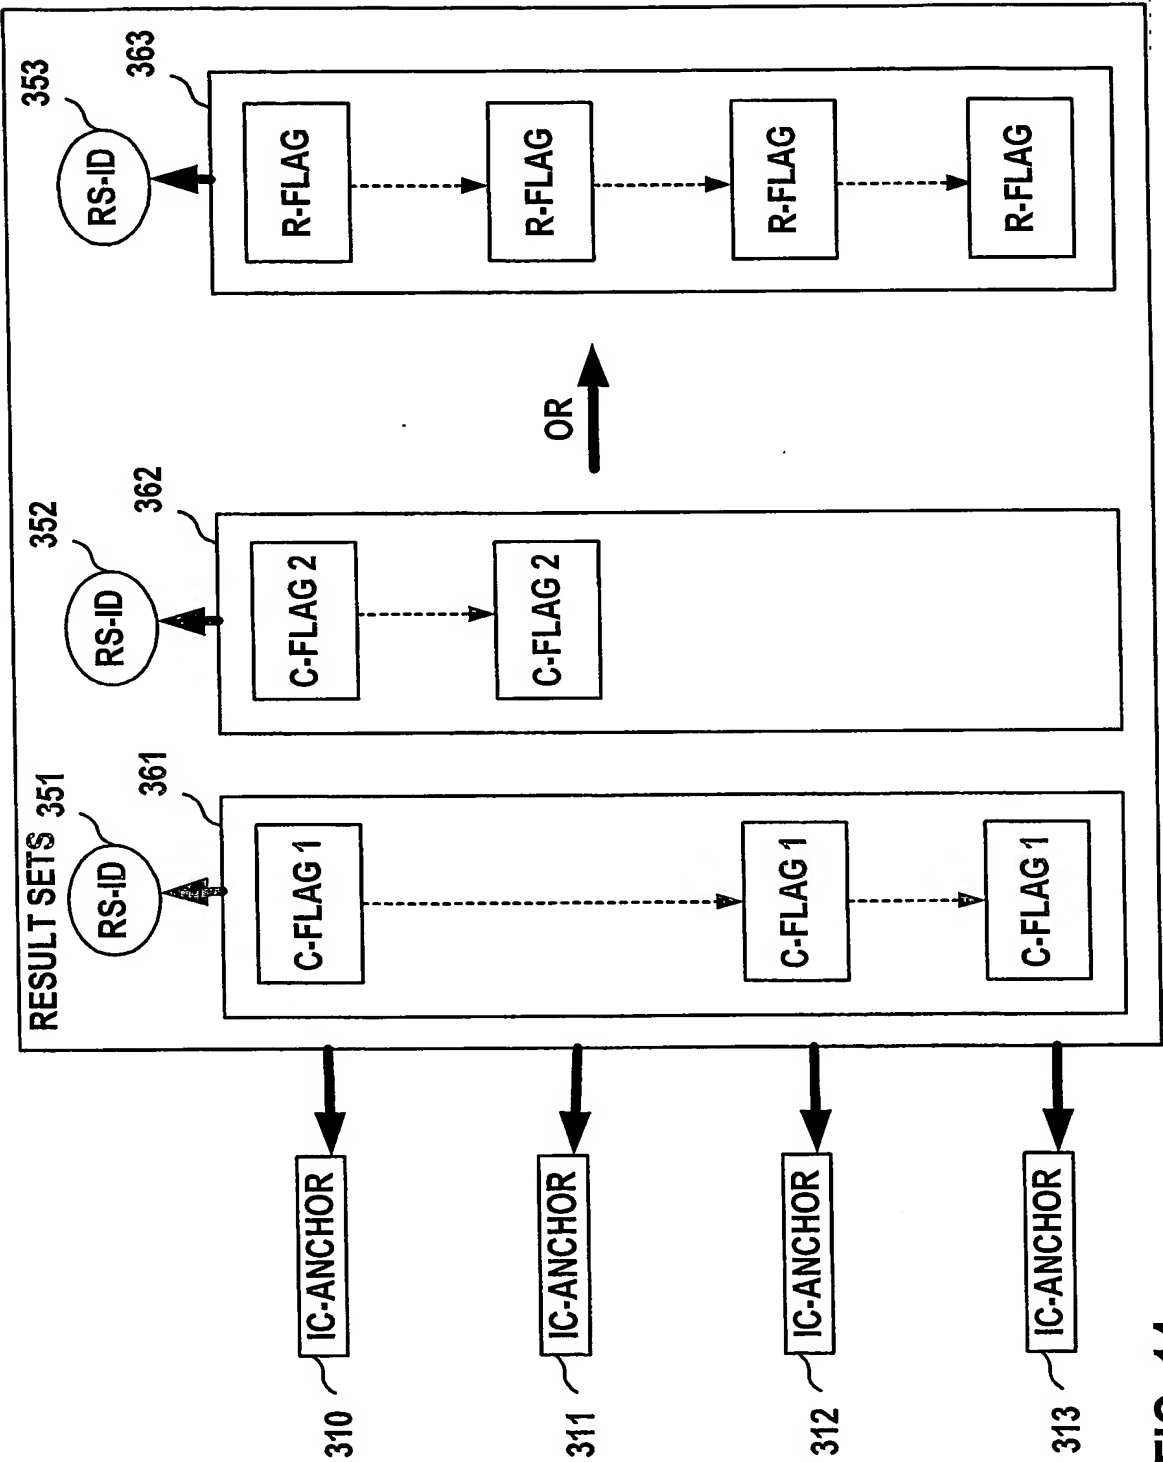 RESULT SETS
351
RS-ID
361
C-FLAG 1
C-FLAG 1
C-FLAG 1
352
RS-ID
362
C-FLAG 2
C-FLAG 2
OR
353
RS-ID
363
R-FLAG
R-FLAG
R-FLAG
R-FLAG
310
IC-ANCHOR
311
IC-ANCHOR
312
IC-ANCHOR
313
IC-ANCHOR